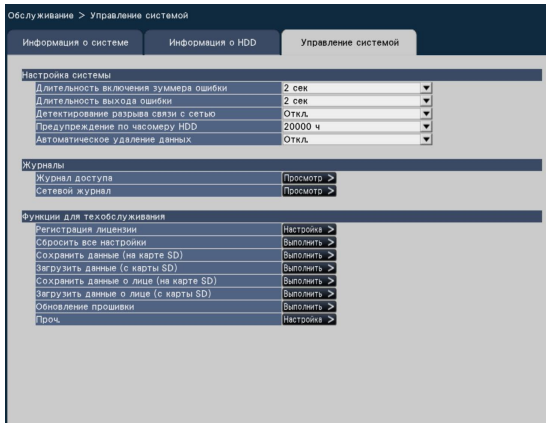 Обслуживание > Управление системой
Информация о системе Информация о HDD Управление системой
Настройка системы
Длительность включения зуммера ошибки 2 сек
Длительность выхода ошибки 2 сек
Детектирование разрыва связи с сетью Откл.
Предупреждение по часомеру HDD 20000 ч
Автоматическое удаление данных Откл.
Журналы
Журнал доступа Просмотр >
Сетевой журнал Просмотр >
Функции для техобслуживания
Регистрация лицензии Настройка >
Сбросить все настройки Выполнить >
Сохранить данные (на карте SD) Выполнить >
Загрузить данные (с карты SD) Выполнить >
Сохранить данные о лице (на карте SD) Выполнить >
Загрузить данные о лице (с карты SD) Выполнить >
Обновление прошивки Выполнить >
Проч. Настройка >